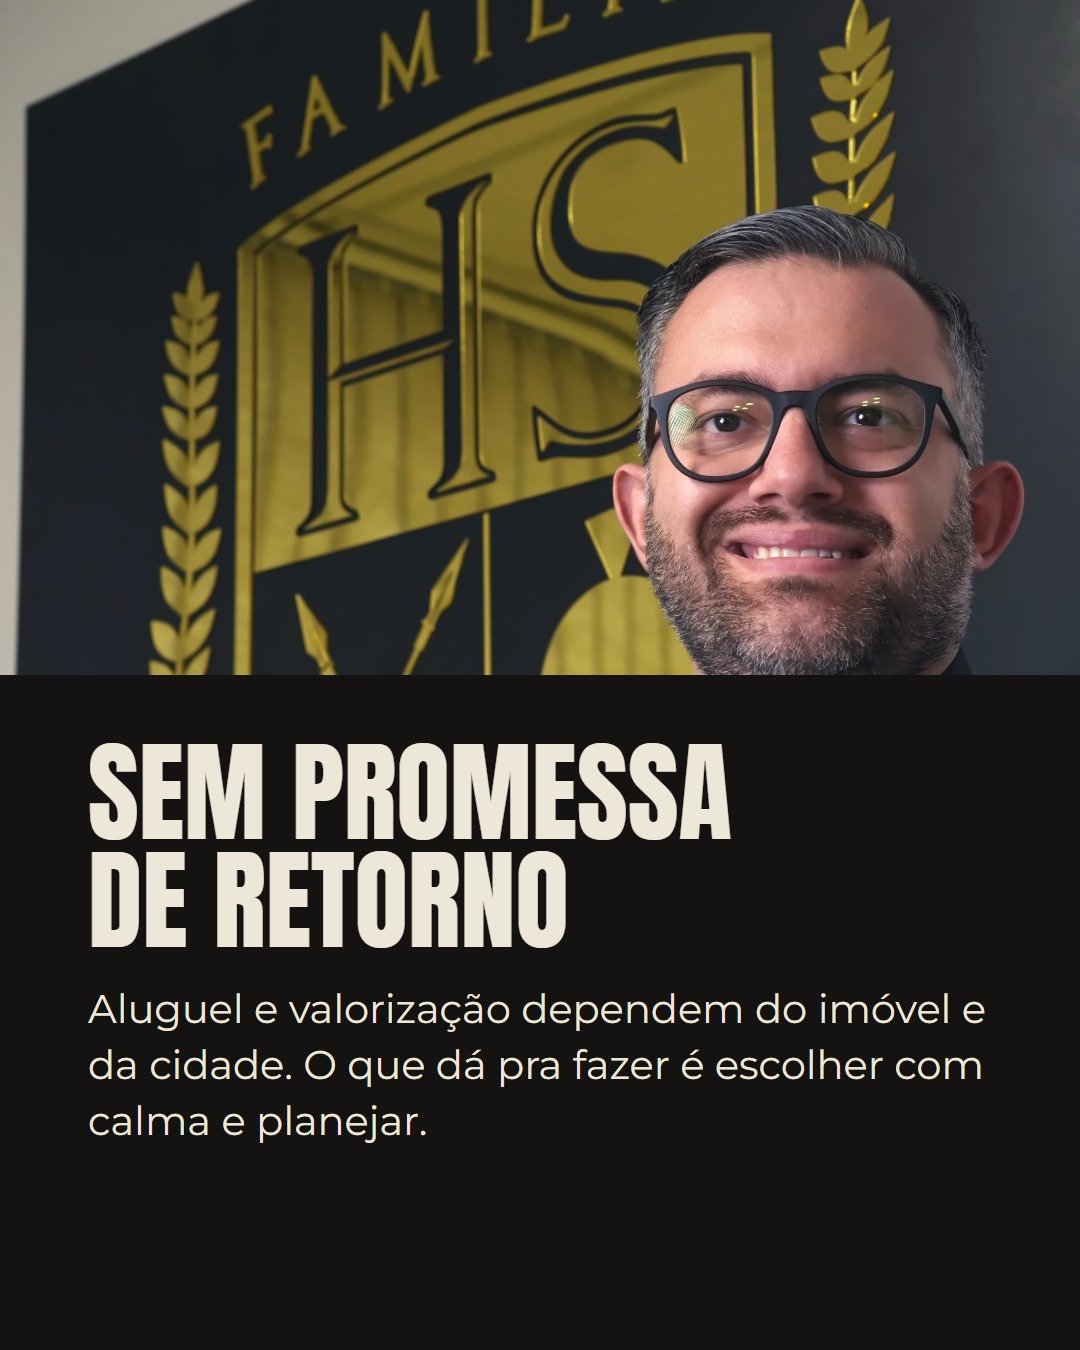 HS
SEM PROMESSA
DE RETORNO
Aluguel e valorização dependem do imóvel e
da cidade. O que dá pra fazer é escolher com
calma e planejar.